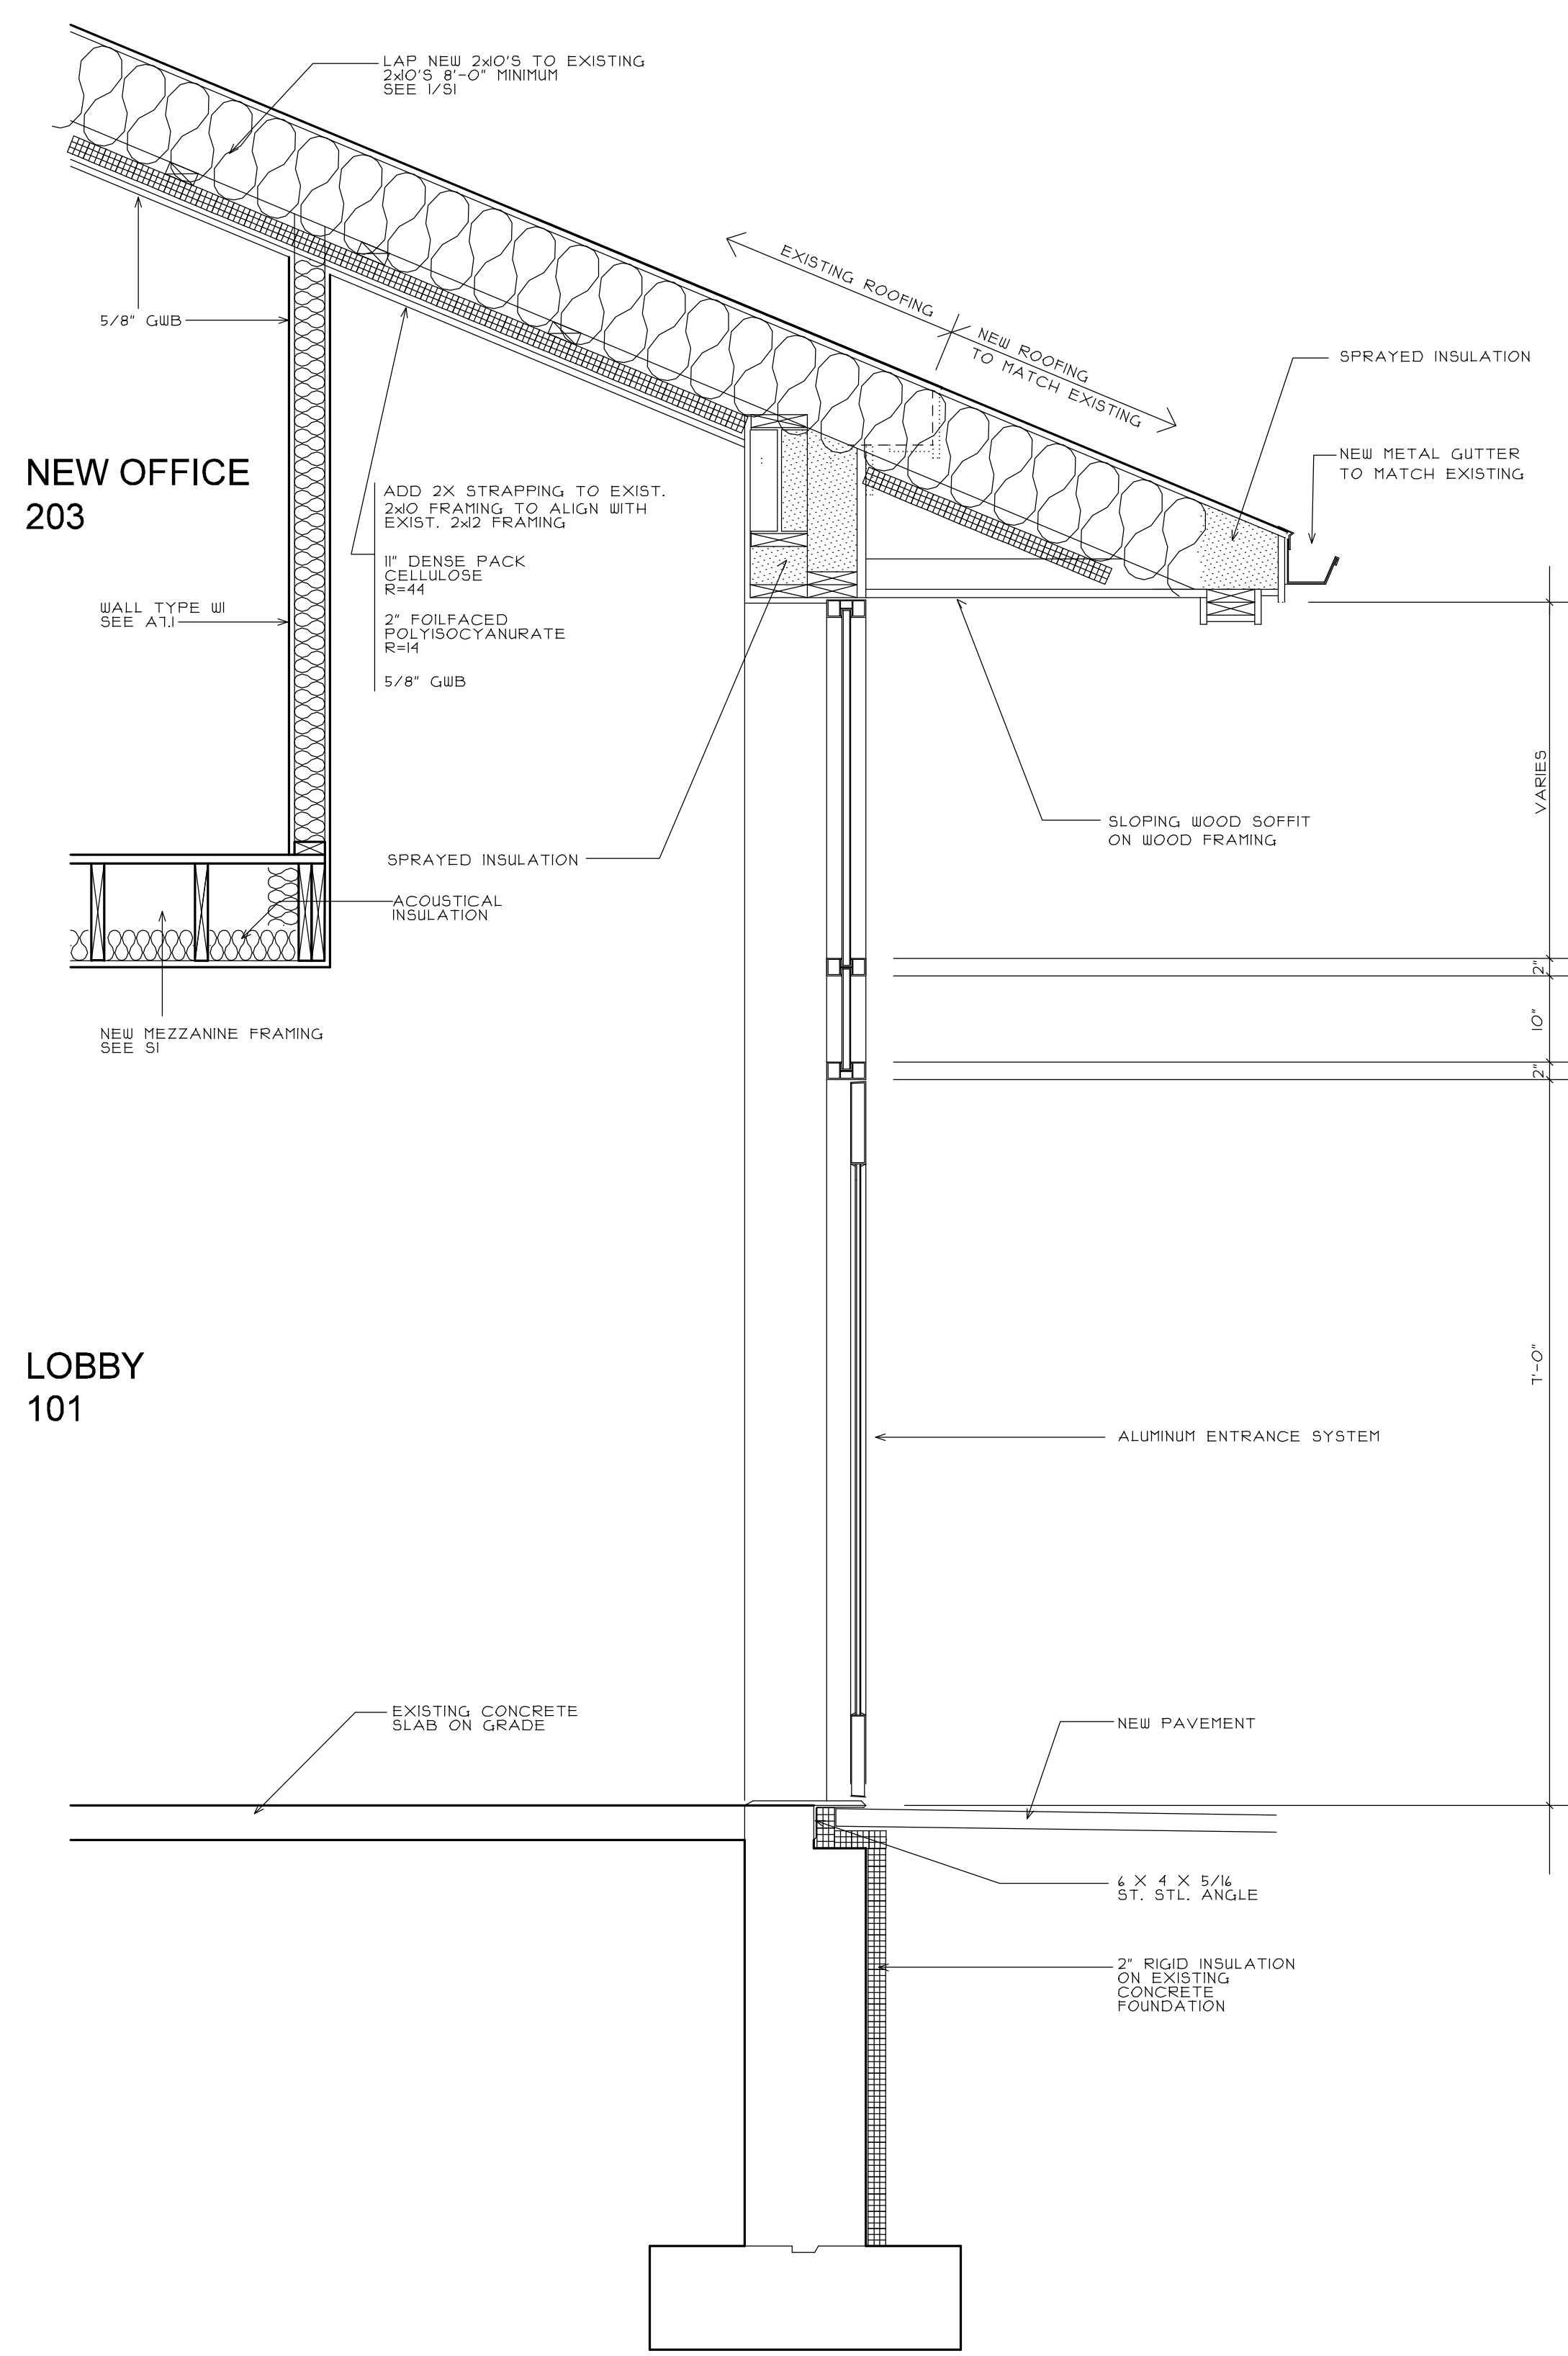 LAP NEW 2x10'S TO EXISTING
2x10'S 8'-0" MINIMUM
SEE 1/S1
EXISTING ROOFING
NEW ROOFING
TO MATCH EXISTING
5/8" GWB
SPRAYED INSULATION
NEW METAL GUTTER
TO MATCH EXISTING
NEW OFFICE
203
ADD 2X STRAPPING TO EXIST.
2x10 FRAMING TO ALIGN WITH
EXIST. 2x12 FRAMING
11" DENSE PACK
CELLULOSE
R=44
2" FOILFACED
POLYISOCYANURATE
R=14
5/8" GWB
WALL TYPE W1
SEE A7.1
VARIES
SLOPING WOOD SOFFIT
ON WOOD FRAMING
SPRAYED INSULATION
ACOUSTICAL
INSULATION
2"
10"
2"
NEW MEZZANINE FRAMING
SEE S1
LOBBY
101
7'-0"
ALUMINUM ENTRANCE SYSTEM
EXISTING CONCRETE
SLAB ON GRADE
NEW PAVEMENT
6 X 4 X 5/16
ST. STL. ANGLE
2" RIGID INSULATION
ON EXISTING
CONCRETE
FOUNDATION